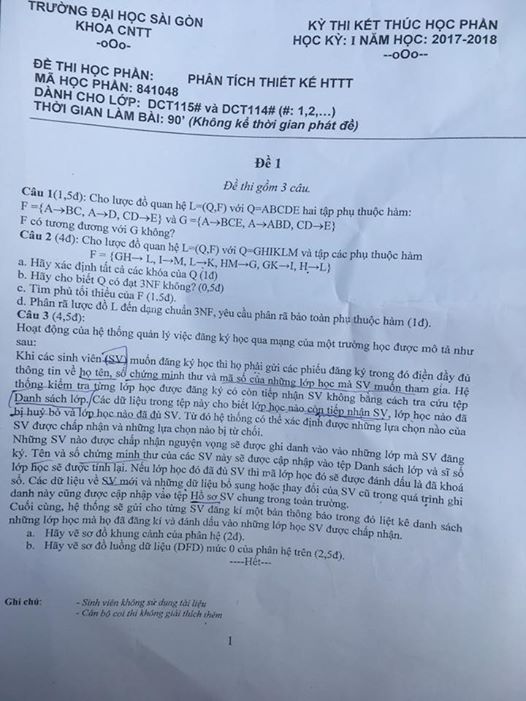 TRƯỜNG ĐẠI HỌC SÀI GÒN
KHOA CNTT
-oOo-
KỲ THI KẾT THÚC HỌC PHẦN
HỌC KỲ: I NĂM HỌC: 2017-2018
--oOo--
ĐỀ THI HỌC PHẦN: PHÂN TÍCH THIẾT KẾ HTTT
MÃ HỌC PHẦN: 841048
DÀNH CHO LỚP: DCT115# và DCT114# (#: 1,2,...)
THỜI GIAN LÀM BÀI: 90' (Không kể thời gian phát đề)
Đề 1
Đề thi gồm 3 câu.
Câu 1(1,5đ): Cho lược đồ quan hệ L=(Q,F) với Q=ABCDE hai tập phụ thuộc hàm:
F ={A→BC, A→D, CD→E} và G ={A→BCE, A→ABD, CD→E}
F có tương đương với G không?
Câu 2 (4đ): Cho lược đồ quan hệ L=(Q,F) với Q=GHIKLM và tập các phụ thuộc hàm
F = {GH→ L, I→M, L→K, HM→G, GK→I, H→L}
a. Hãy xác định tất cả các khóa của Q (1đ)
b. Hãy cho biết Q có đạt 3NF không? (0,5đ)
c. Tìm phủ tối thiểu của F (1.5đ).
d. Phân rã lược đồ L đến dạng chuẩn 3NF, yêu cầu phân rã bảo toàn phụ thuộc hàm (1đ).
Câu 3 (4,5đ):
Hoạt động của hệ thống quản lý việc đăng ký học qua mạng của một trường học được mô tả như
sau:
Khi các sinh viên (SV) muốn đăng ký học thì họ phải gửi các phiếu đăng ký trong đó điền đầy đủ
thông tin về họ tên, số chứng minh thư và mã số của những lớp học mà SV muốn tham gia. Hệ
thống kiểm tra từng lớp học được đăng ký có còn tiếp nhận SV không bằng cách tra cứu tệp
Danh sách lớp. Các dữ liệu trong tệp này cho biết lớp học nào còn tiếp nhận SV, lớp học nào đã
bị huỷ bỏ và lớp học nào đã đủ SV. Từ đó hệ thống có thể xác định được những lựa chọn nào của
SV được chấp nhận và những lựa chọn nào bị từ chối.
Những SV nào được chấp nhận nguyện vọng sẽ được ghi danh vào vào những lớp mà SV đăng
ký. Tên và số chứng minh thư của các SV này sẽ được cập nhập vào tệp Danh sách lớp và sĩ số
lớp học sẽ được tính lại. Nếu lớp học đó đã đủ SV thì mã lớp học đó sẽ được đánh dấu là đã khoá
sổ. Các dữ liệu về SV mới và những dữ liệu bổ sung hoặc thay đổi của SV cũ trong quá trình ghi
danh này cũng được cập nhập vào tệp Hồ sơ SV chung trong toàn trường.
Cuối cùng, hệ thống sẽ gửi cho từng SV đăng kí một bản thông báo trong đó liệt kê danh sách
những lớp học mà họ đã đăng kí và đánh dấu vào những lớp học SV được chấp nhận.
a. Hãy vẽ sơ đồ khung cảnh của phân hệ (2đ).
b. Hãy vẽ sơ đồ luồng dữ liệu (DFD) mức 0 của phân hệ trên (2,5đ).
----Hết---
Ghi chú: - Sinh viên không sử dụng tài liệu
- Cán bộ coi thi không giải thích thêm
1